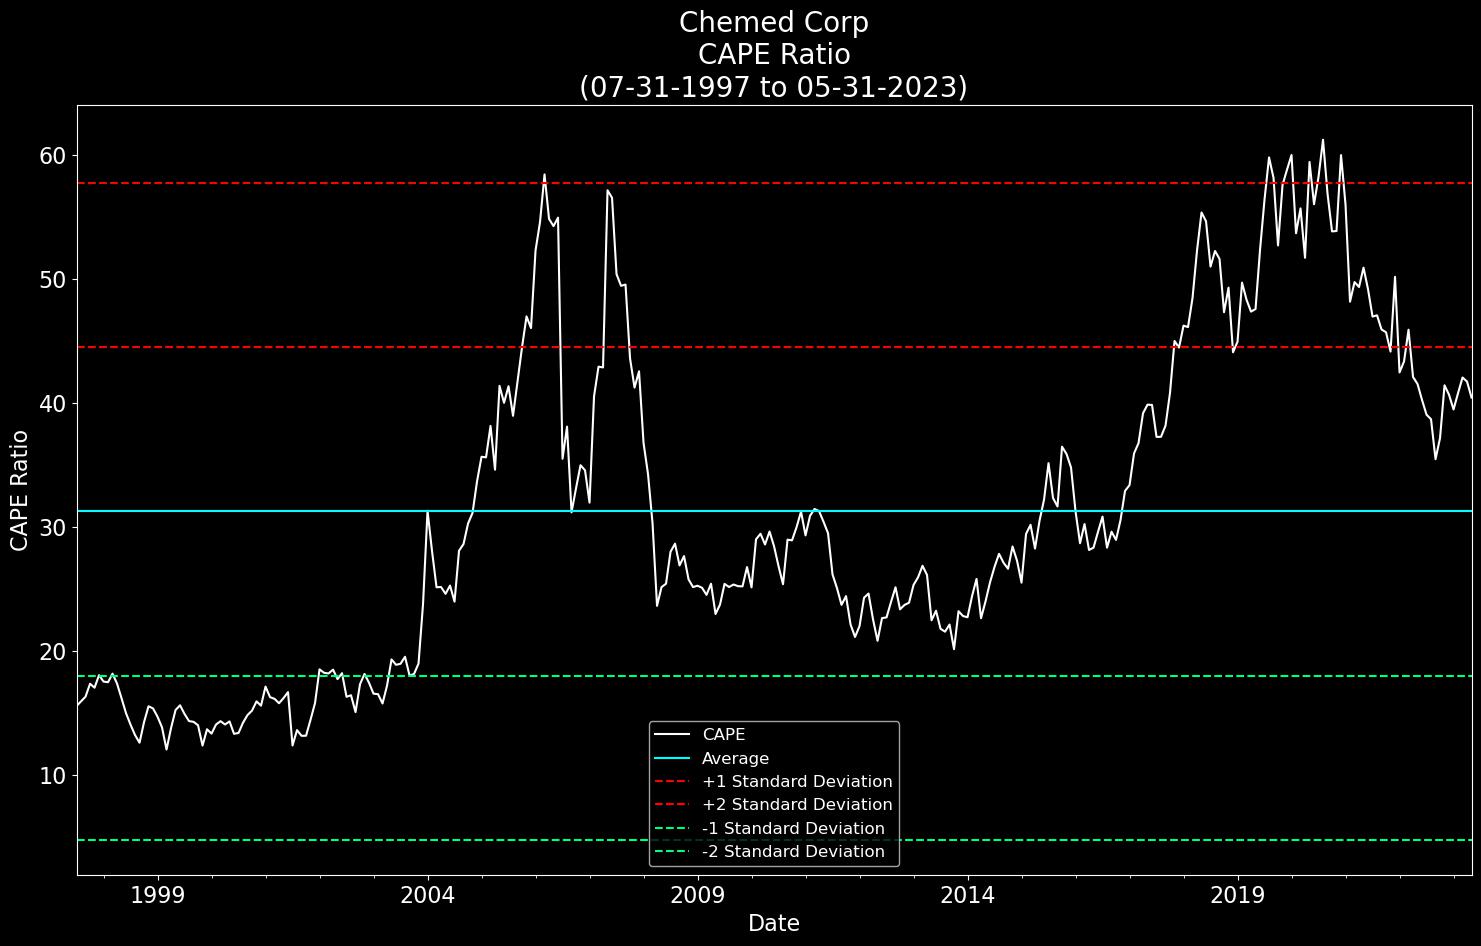 Chemed Corp
CAPE Ratio
(07-31-1997 to 05-31-2023)
60
50
40
30
20
10
CAPE Ratio
CAPE
Average
+1 Standard Deviation
+2 Standard Deviation
-1 Standard Deviation
-2 Standard Deviation
1999 2004 2009 2014 2019
Date